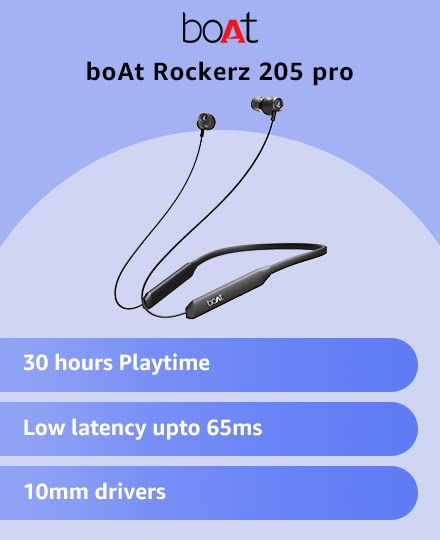 boAt
boAt Rockerz 205 pro
boAt
30 hours Playtime
Low latency upto 65ms
10mm drivers